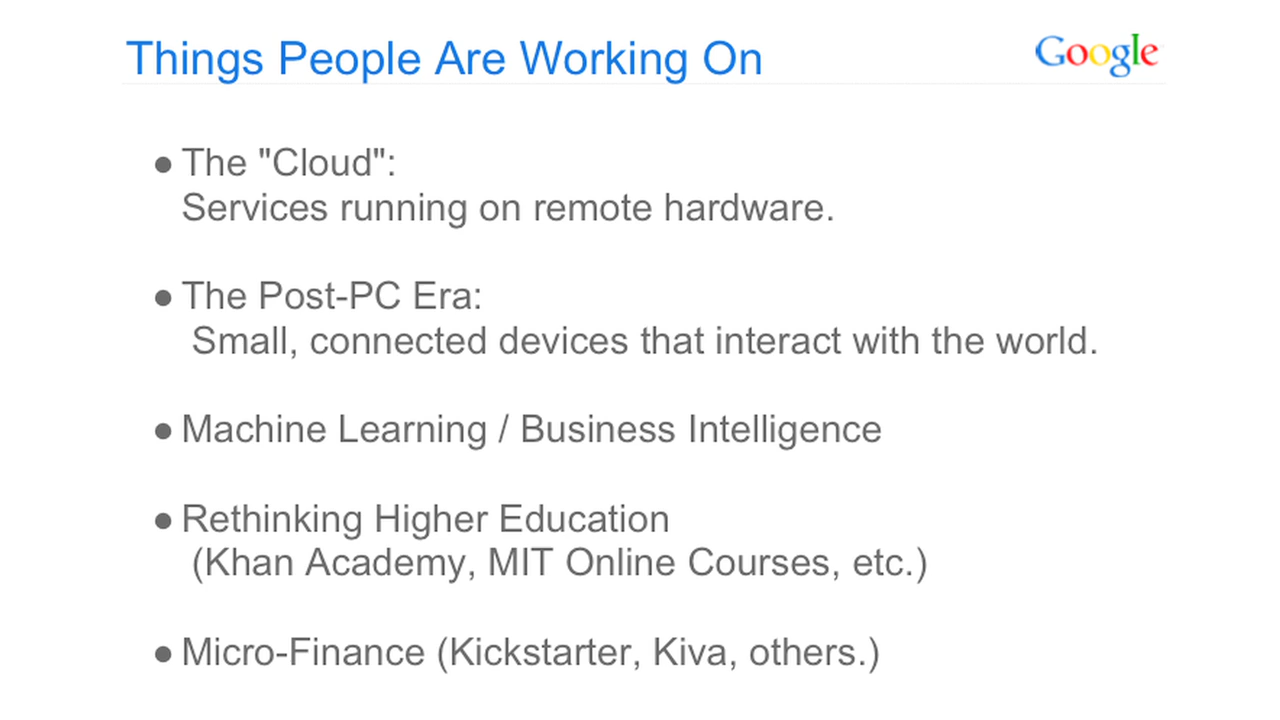 Things People Are Working On
Google
● The "Cloud":
Services running on remote hardware.
● The Post-PC Era:
Small, connected devices that interact with the world.
● Machine Learning / Business Intelligence
● Rethinking Higher Education
(Khan Academy, MIT Online Courses, etc.)
● Micro-Finance (Kickstarter, Kiva, others.)